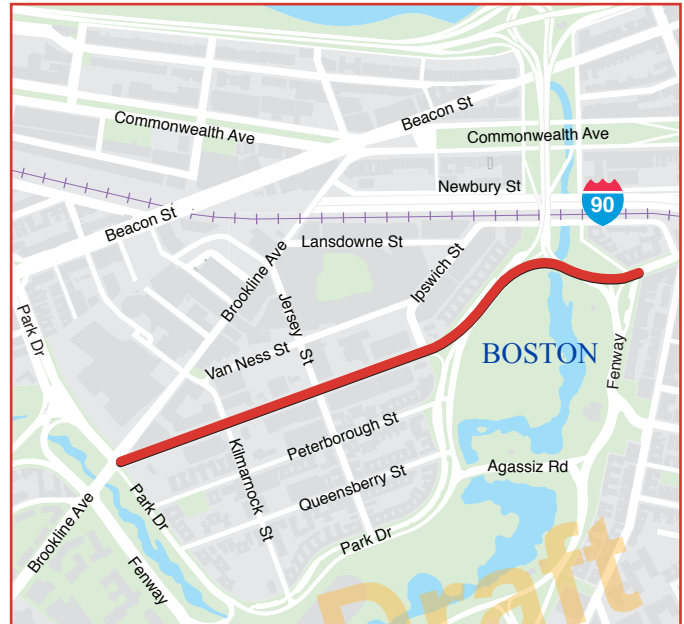 Beacon St
Commonwealth Ave
Commonwealth Ave
Newbury St
90
Beacon St
Lansdowne St
Ipswich St
Brookline Ave
Park Dr
Jersey St
BOSTON
Van Ness St
Fenway
Peterborough St
Kilmarnock St
Agassiz Rd
Queensberry St
Park Dr
Park Dr
Brookline Ave
Fenway
Draft